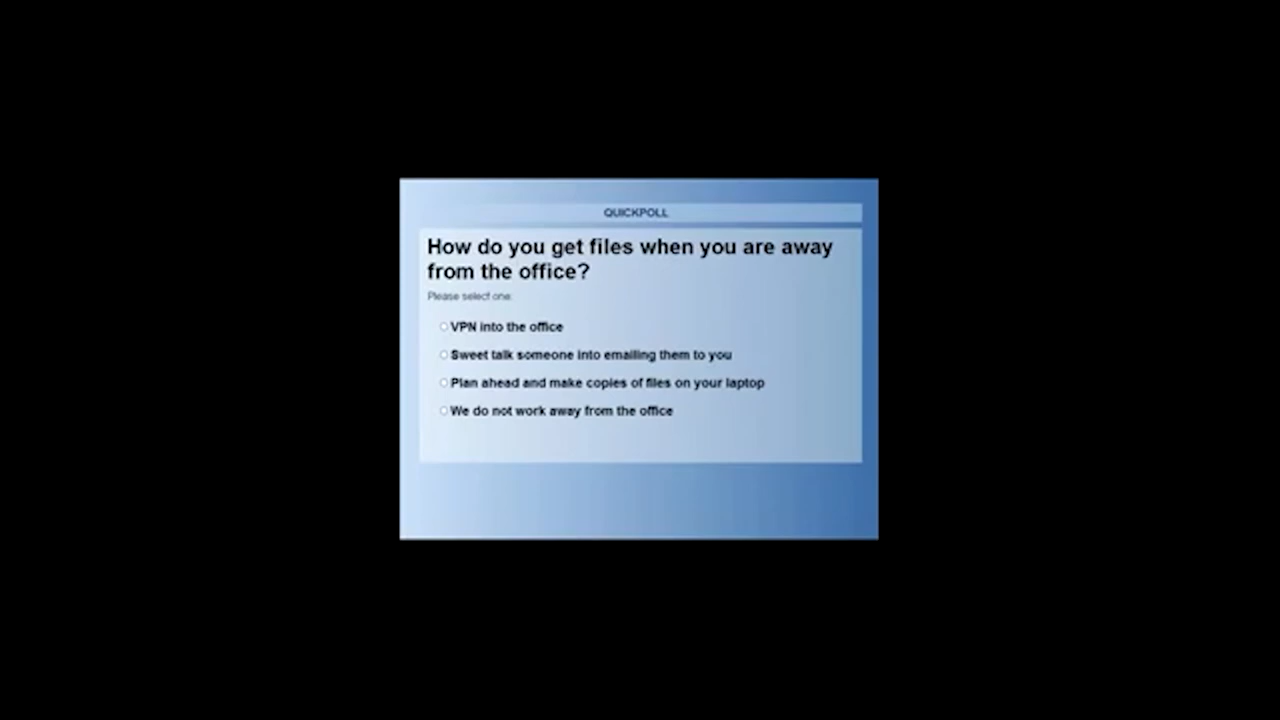 QUICKPOLL
How do you get files when you are away
from the office?
Please select one:
VPN into the office
Sweet talk someone into emailing them to you
Plan ahead and make copies of files on your laptop
We do not work away from the office